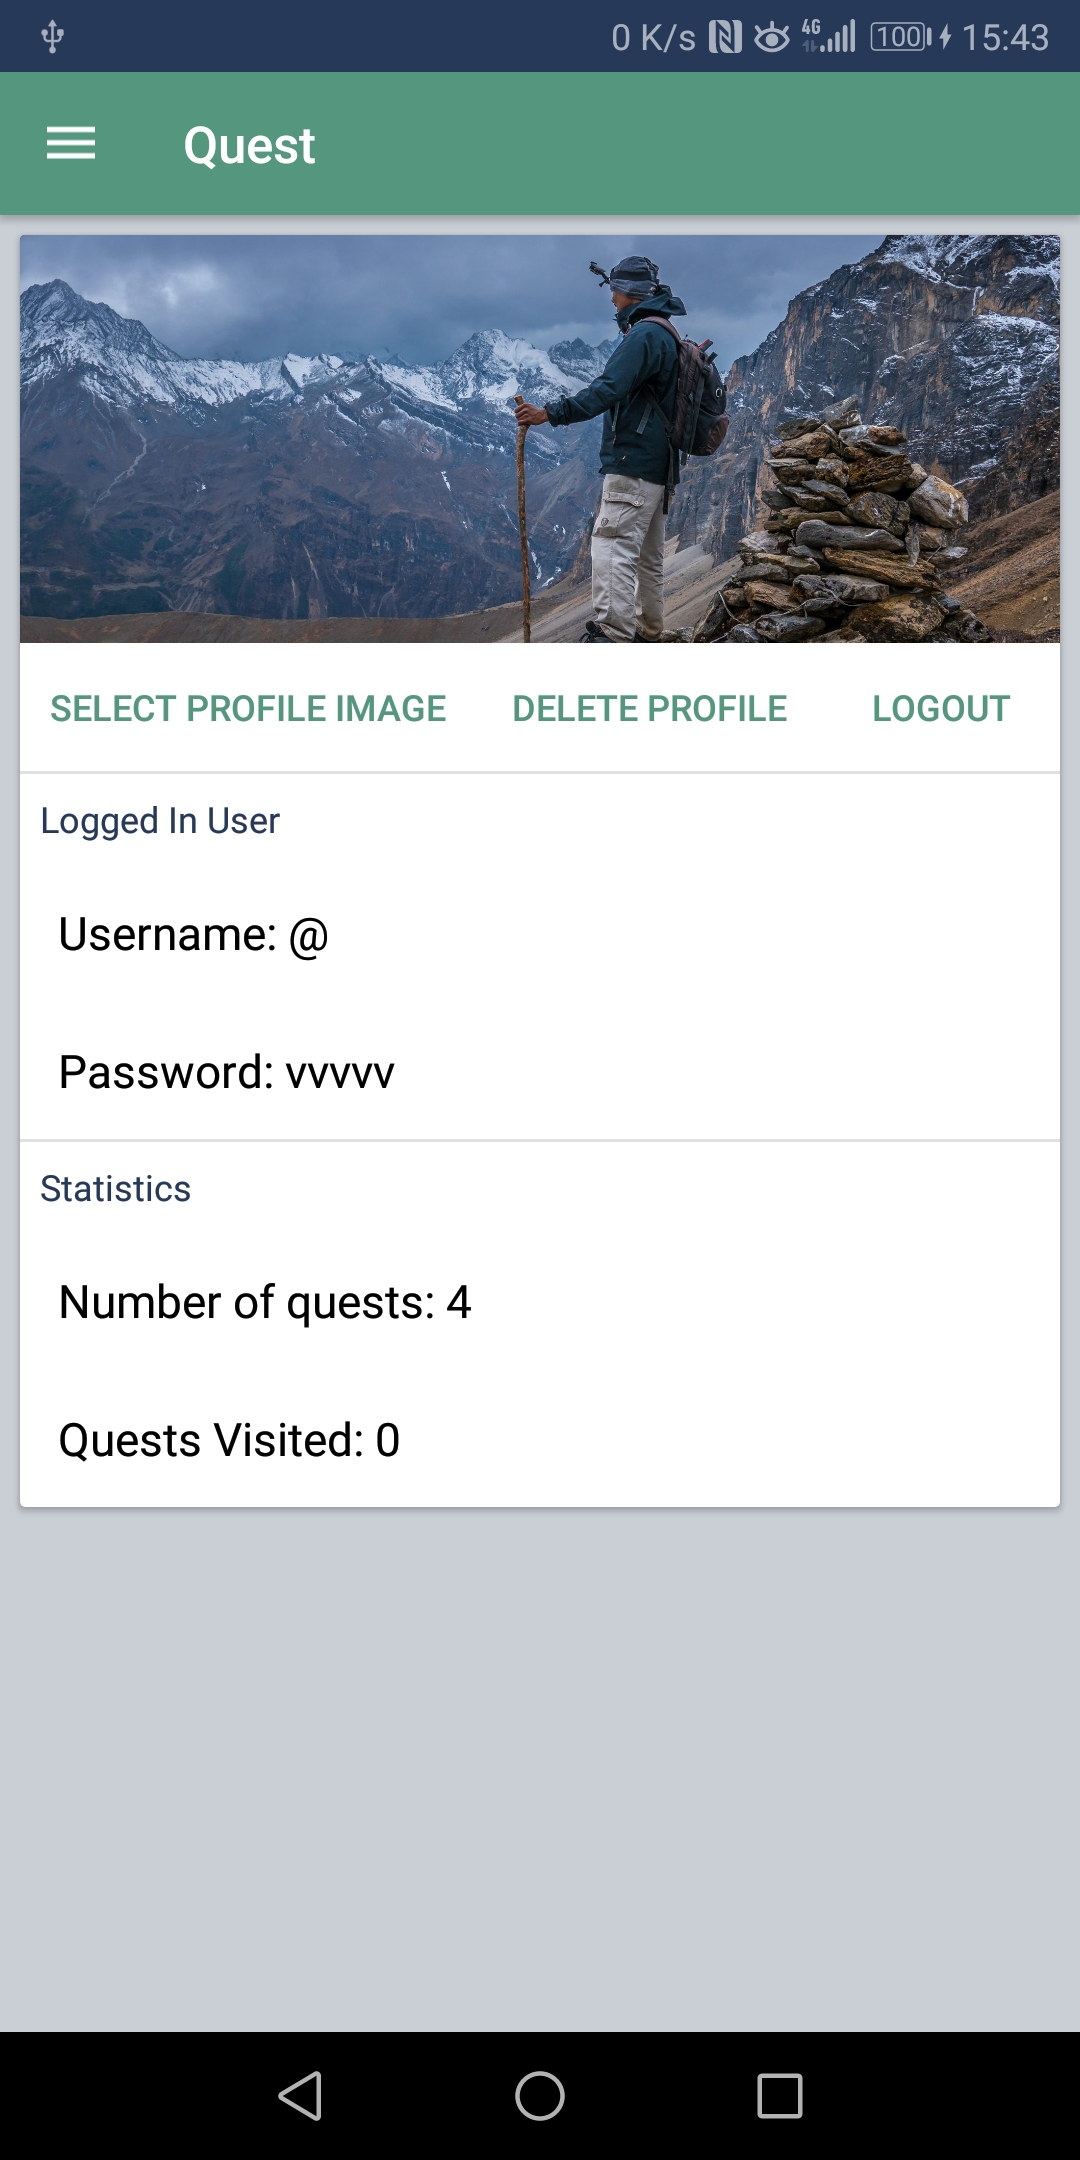 0 K/s 4G 100 15:43
Quest
SELECT PROFILE IMAGE DELETE PROFILE LOGOUT
Logged In User
Username: @
Password: vvvvv
Statistics
Number of quests: 4
Quests Visited: 0